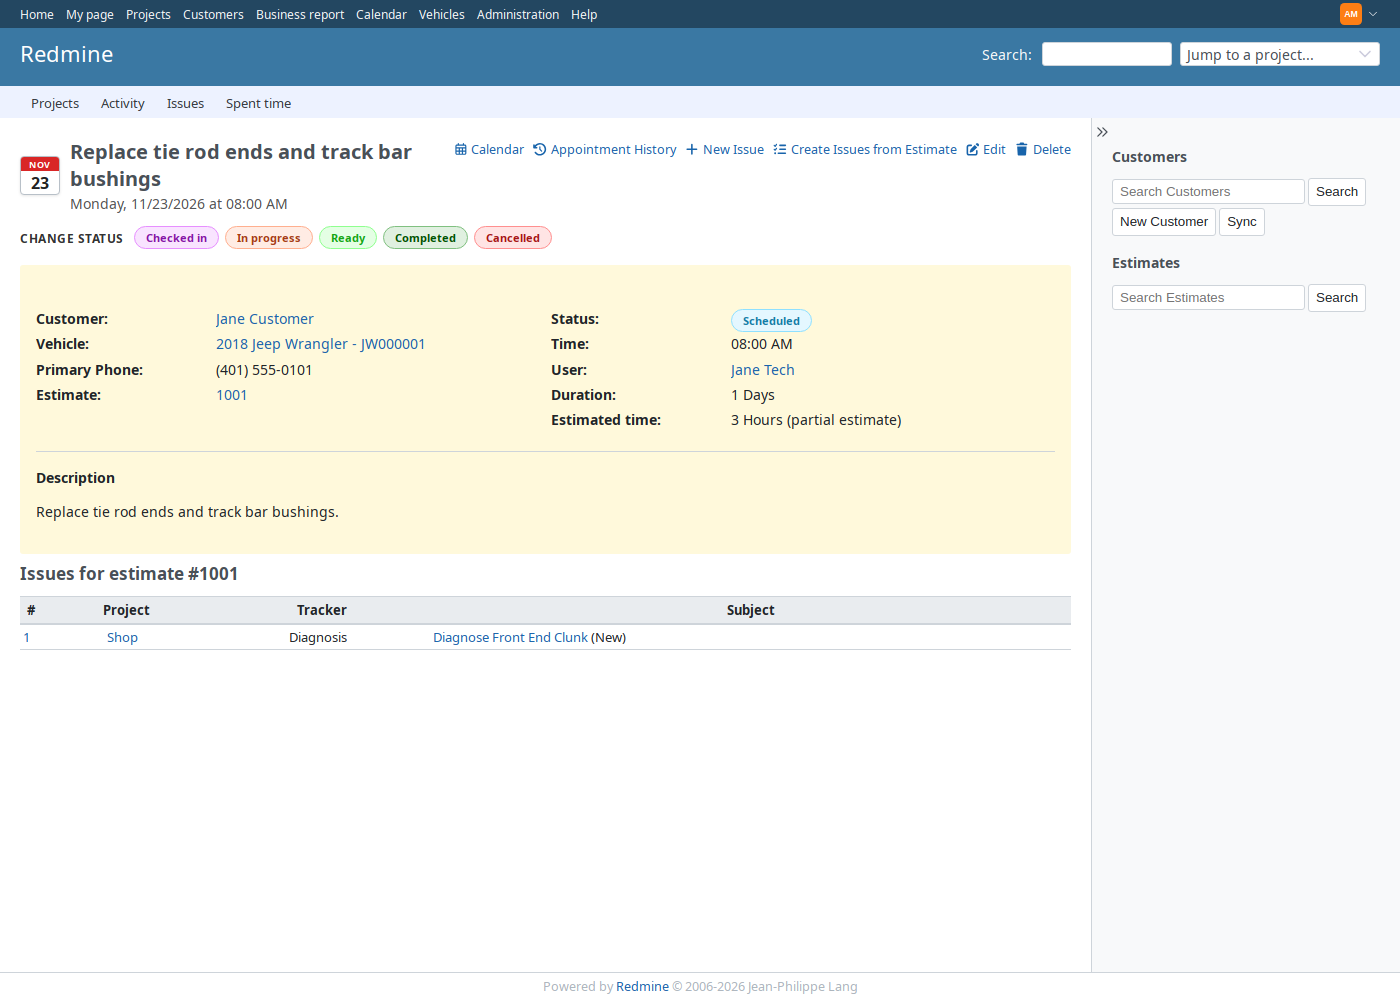 Home My page Projects Customers Business report Calendar Vehicles Administration Help AM
Redmine
Search: Jump to a project...
Projects Activity Issues Spent time
NOV
23
Replace tie rod ends and track bar
bushings
Monday, 11/23/2026 at 08:00 AM
Calendar Appointment History New Issue Create Issues from Estimate Edit Delete
CHANGE STATUS Checked in In progress Ready Completed Cancelled
Customer: Jane Customer
Vehicle: 2018 Jeep Wrangler - JW000001
Primary Phone: (401) 555-0101
Estimate: 1001
Status: Scheduled
Time: 08:00 AM
User: Jane Tech
Duration: 1 Days
Estimated time: 3 Hours (partial estimate)
Description
Replace tie rod ends and track bar bushings.
Issues for estimate #1001
# Project Tracker Subject
1 Shop Diagnosis Diagnose Front End Clunk (New)
Customers
Search Customers Search
New Customer Sync
Estimates
Search Estimates Search
Powered by Redmine © 2006-2026 Jean-Philippe Lang